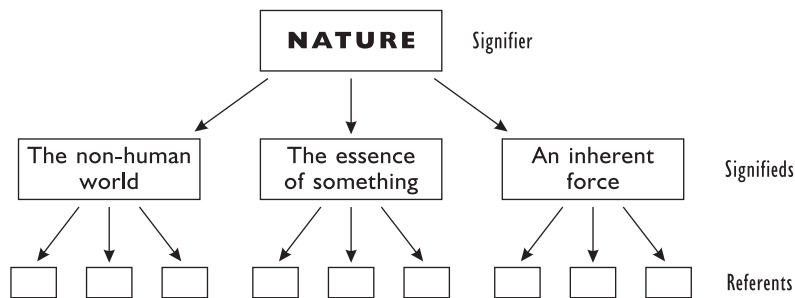 NATURE
Signifier
The non-human
world
The essence
of something
An inherent
force
Signifieds
Referents